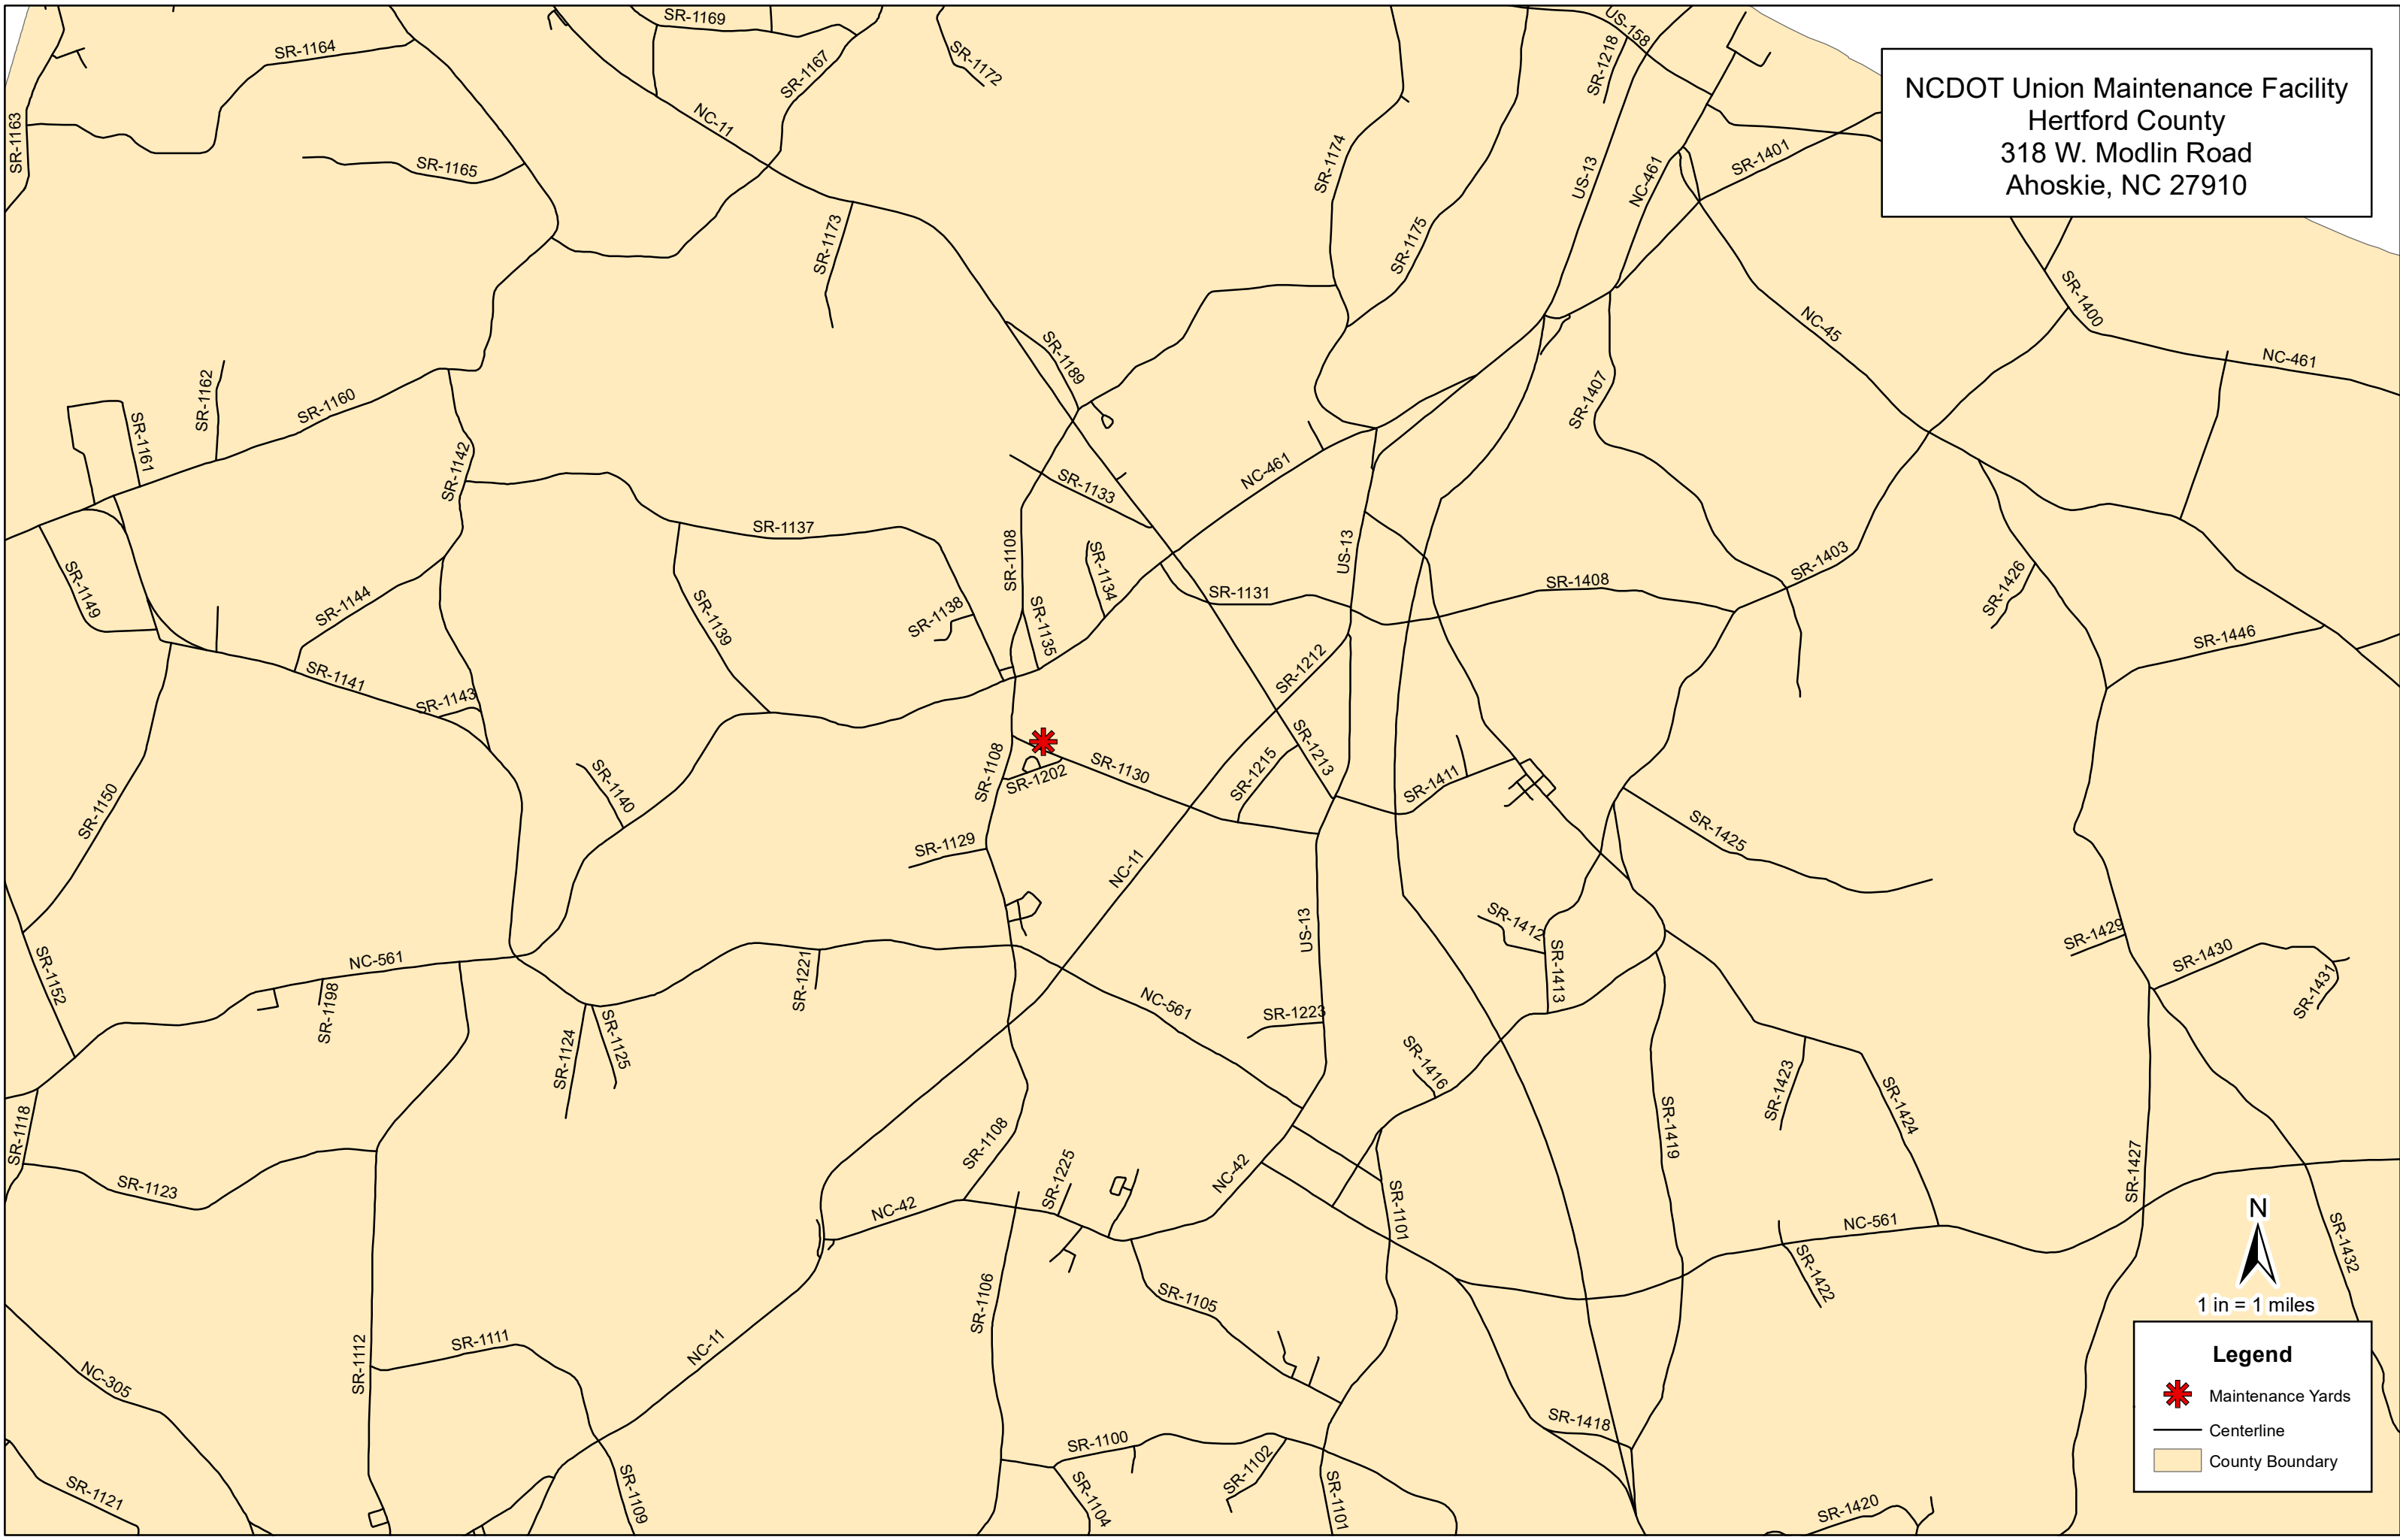 SR-1169
US-158
SR-1164
SR-1167
SR-1172
SR-1218
NCDOT Union Maintenance Facility
Hertford County
318 W. Modlin Road
Ahoskie, NC 27910
SR-1163
NC-11
SR-1165
SR-1174
US-13
NC-461
SR-1401
SR-1173
SR-1175
SR-1400
NC-45
NC-461
SR-1189
SR-1162
SR-1160
SR-1161
SR-1407
SR-1142
NC-461
SR-1133
SR-1137
US-13
SR-1108
SR-1134
SR-1403
SR-1149
SR-1144
SR-1139
SR-1138
SR-1135
SR-1131
SR-1408
SR-1426
SR-1446
SR-1141
SR-1143
SR-1212
SR-1213
SR-1108
SR-1130
SR-1202
SR-1215
SR-1411
SR-1140
SR-1150
SR-1425
SR-1129
NC-11
SR-1412
US-13
SR-1429
SR-1430
SR-1431
SR-1152
NC-561
SR-1198
SR-1221
SR-1413
NC-561
SR-1223
SR-1124
SR-1125
SR-1416
SR-1423
SR-1424
SR-1118
SR-1419
SR-1108
SR-1123
SR-1225
NC-42
NC-42
SR-1101
SR-1427
N
NC-561
SR-1432
SR-1422
1 in = 1 miles
SR-1106
SR-1105
SR-1111
NC-11
SR-1112
NC-305
Legend
Maintenance Yards
Centerline
County Boundary
SR-1418
SR-1100
SR-1102
SR-1121
SR-1109
SR-1104
SR-1101
SR-1420